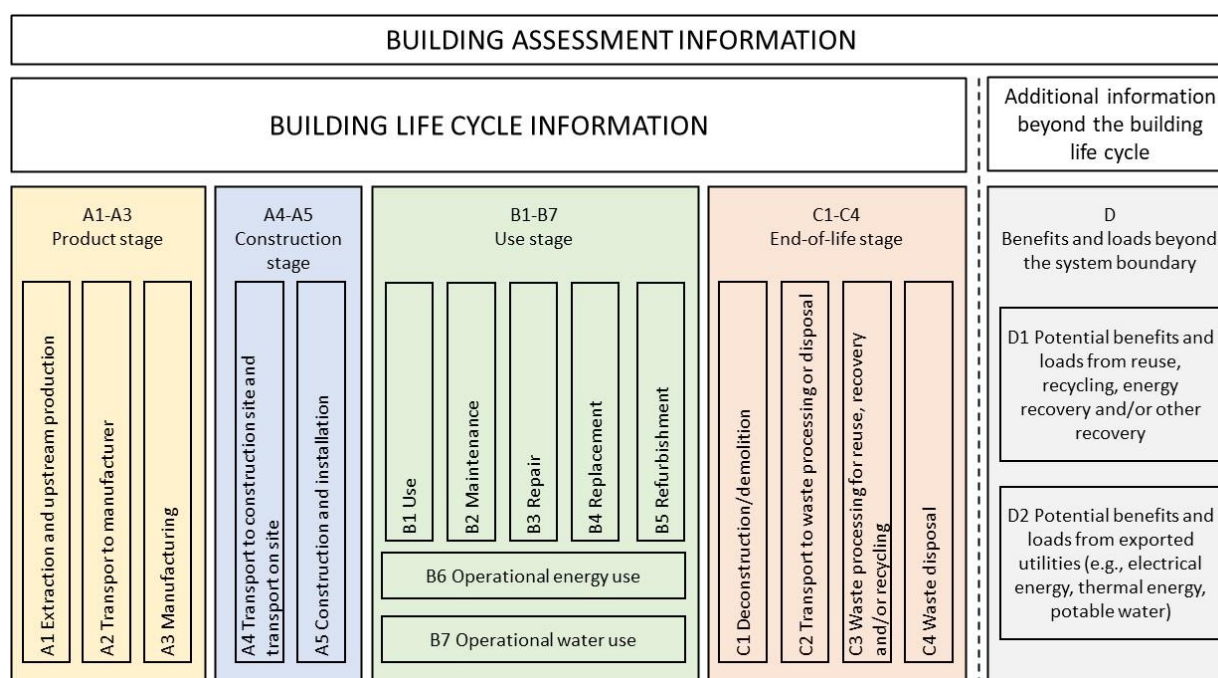 BUILDING ASSESSMENT INFORMATION
BUILDING LIFE CYCLE INFORMATION
Additional information
beyond the building
life cycle
A1-A3
Product stage
A1 Extraction and upstream production
A2 Transport to manufacturer
A3 Manufacturing
A4-A5
Construction
stage
A4 Transport to construction site and
transport on site
A5 Construction and installation
B1-B7
Use stage
B1 Use
B2 Maintenance
B3 Repair
B4 Replacement
B5 Refurbishment
B6 Operational energy use
B7 Operational water use
C1-C4
End-of-life stage
C1 Deconstruction/demolition
C2 Transport to waste processing or disposal
C3 Waste processing for reuse, recovery
and/or recycling
C4 Waste disposal
D
Benefits and loads beyond
the system boundary
D1 Potential benefits and
loads from reuse,
recycling, energy
recovery and/or other
recovery
D2 Potential benefits and
loads from exported
utilities (e.g., electrical
energy, thermal energy,
potable water)